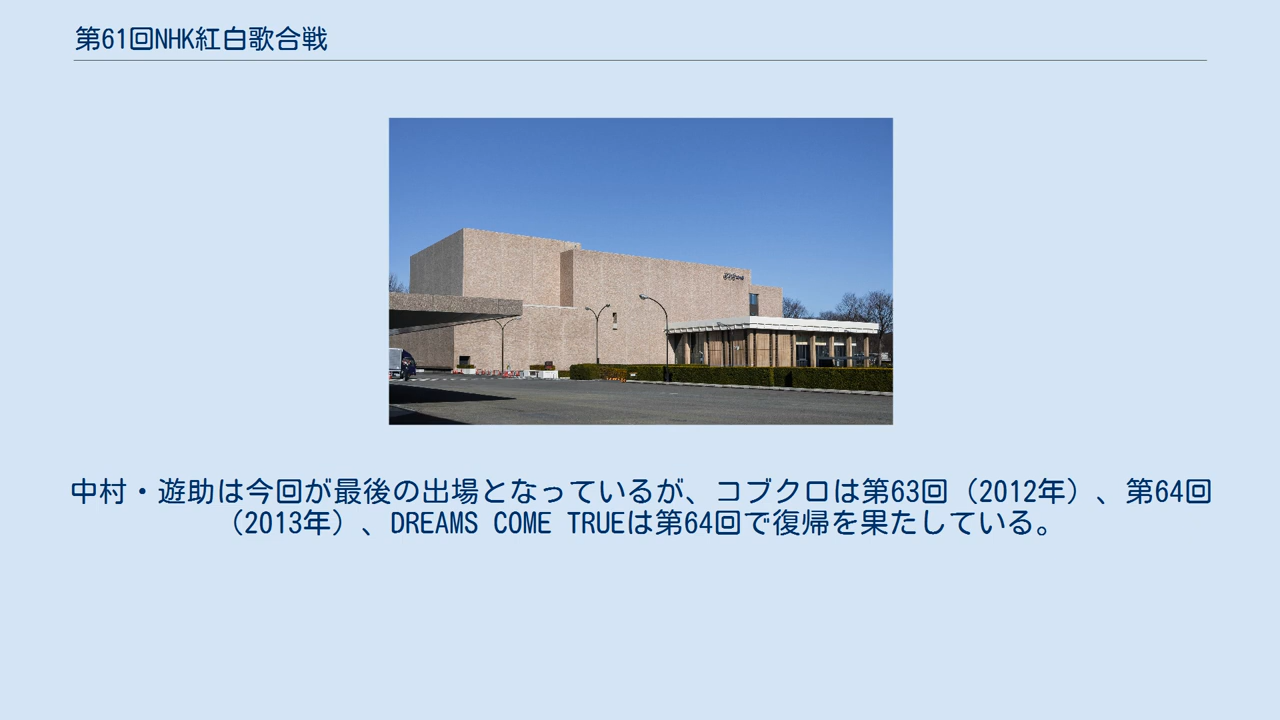 第61回NHK紅白歌合戦
中村・遊助は今回が最後の出場となっているが、コブクロは第63回（2012年）、第64回
（2013年）、DREAMS COME TRUEは第64回で復帰を果たしている。